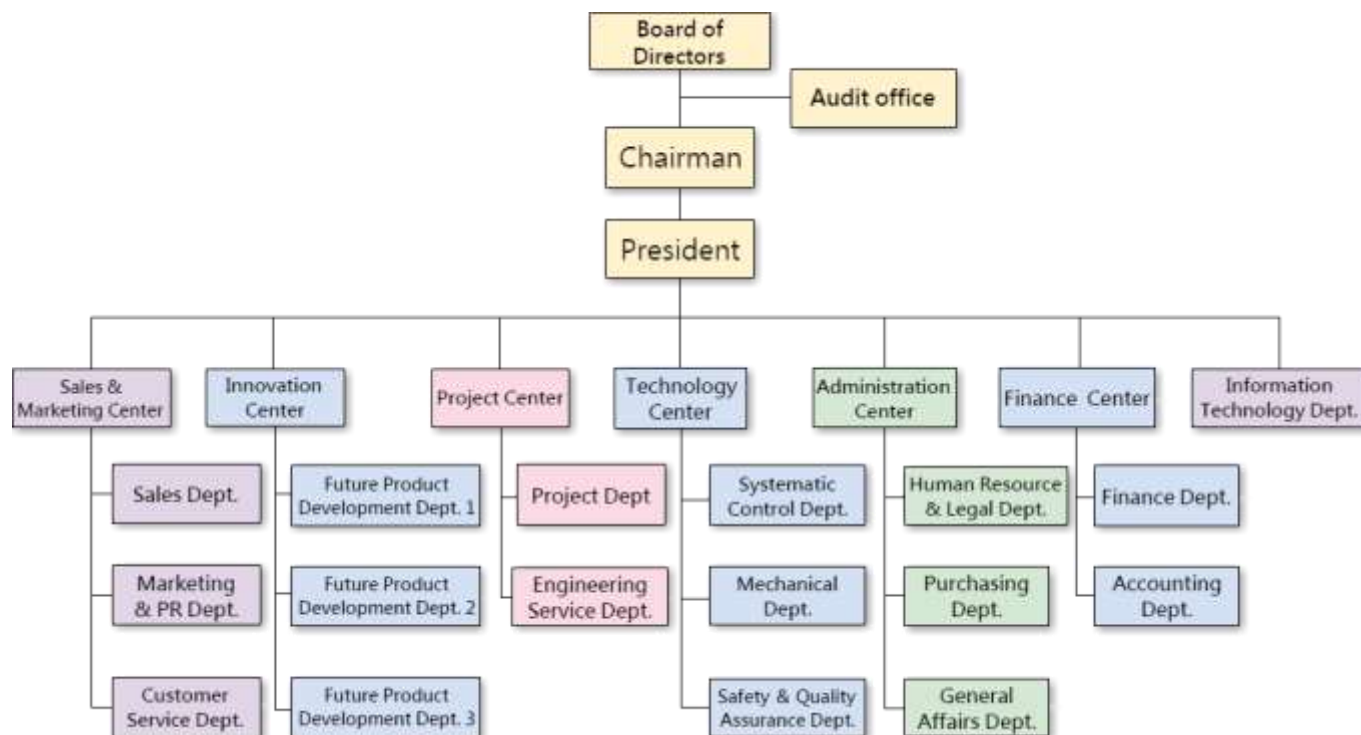 Board of
Directors
Audit office
Chairman
President
Sales &
Marketing Center
Innovation
Center
Project Center
Technology
Center
Administration
Center
Finance Center
Information
Technology Dept.
Sales Dept.
Future Product
Development Dept. 1
Project Dept
Systematic
Control Dept.
Human Resource
& Legal Dept.
Finance Dept.
Marketing
& PR Dept.
Future Product
Development Dept. 2
Engineering
Service Dept.
Mechanical
Dept.
Purchasing
Dept.
Accounting
Dept.
Customer
Service Dept.
Future Product
Development Dept. 3
Safety & Quality
Assurance Dept.
General
Affairs Dept.